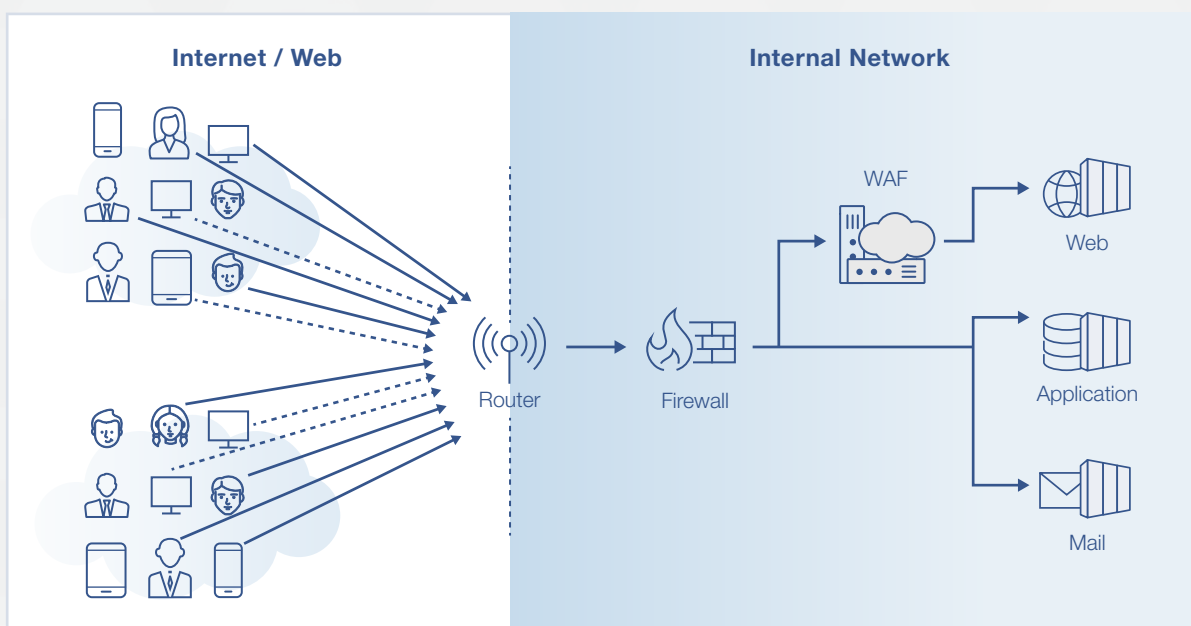 Internet / Web
Internal Network
WAF
Web
Router
Firewall
Application
Mail